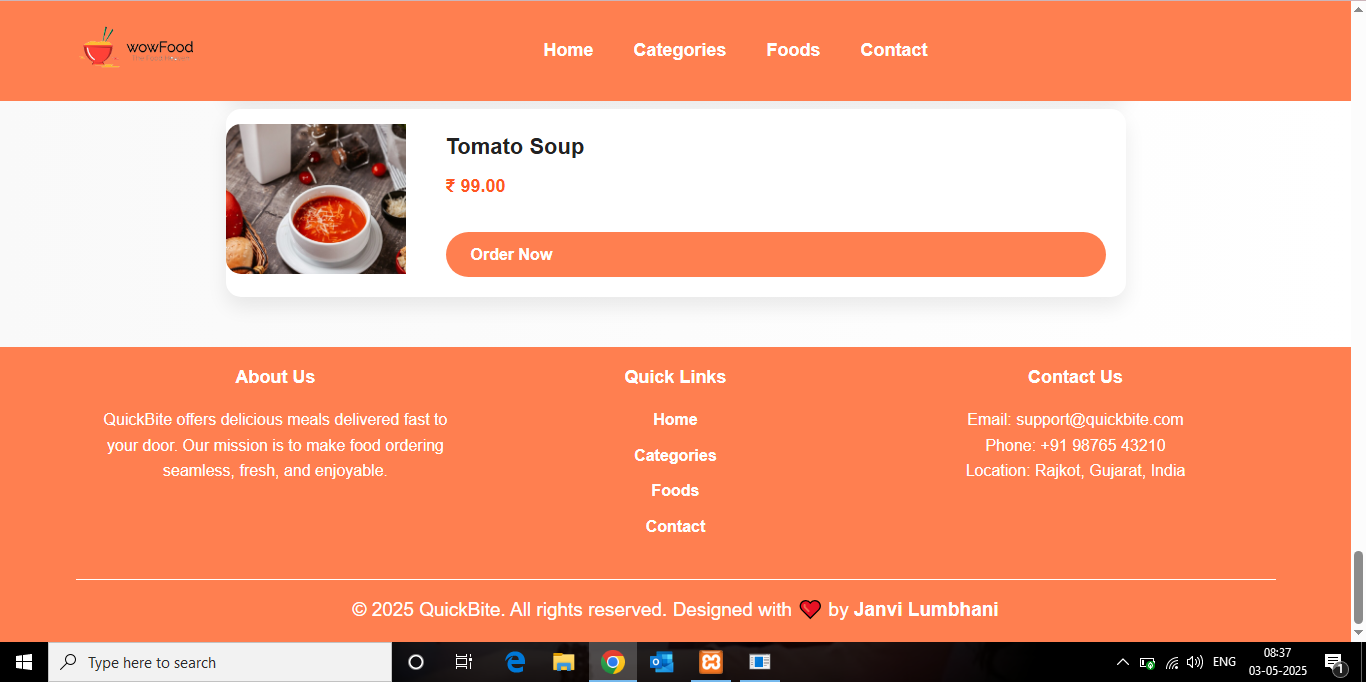 wowFood
Home Categories Foods Contact
Tomato Soup
₹ 99.00
Order Now
About Us
QuickBite offers delicious meals delivered fast to
your door. Our mission is to make food ordering
seamless, fresh, and enjoyable.
Quick Links
Home
Categories
Foods
Contact
Contact Us
Email: support@quickbite.com
Phone: +91 98765 43210
Location: Rajkot, Gujarat, India
© 2025 QuickBite. All rights reserved. Designed with ❤ by Janvi Lumbhani
Type here to search
ENG
08:37
03-05-2025
1